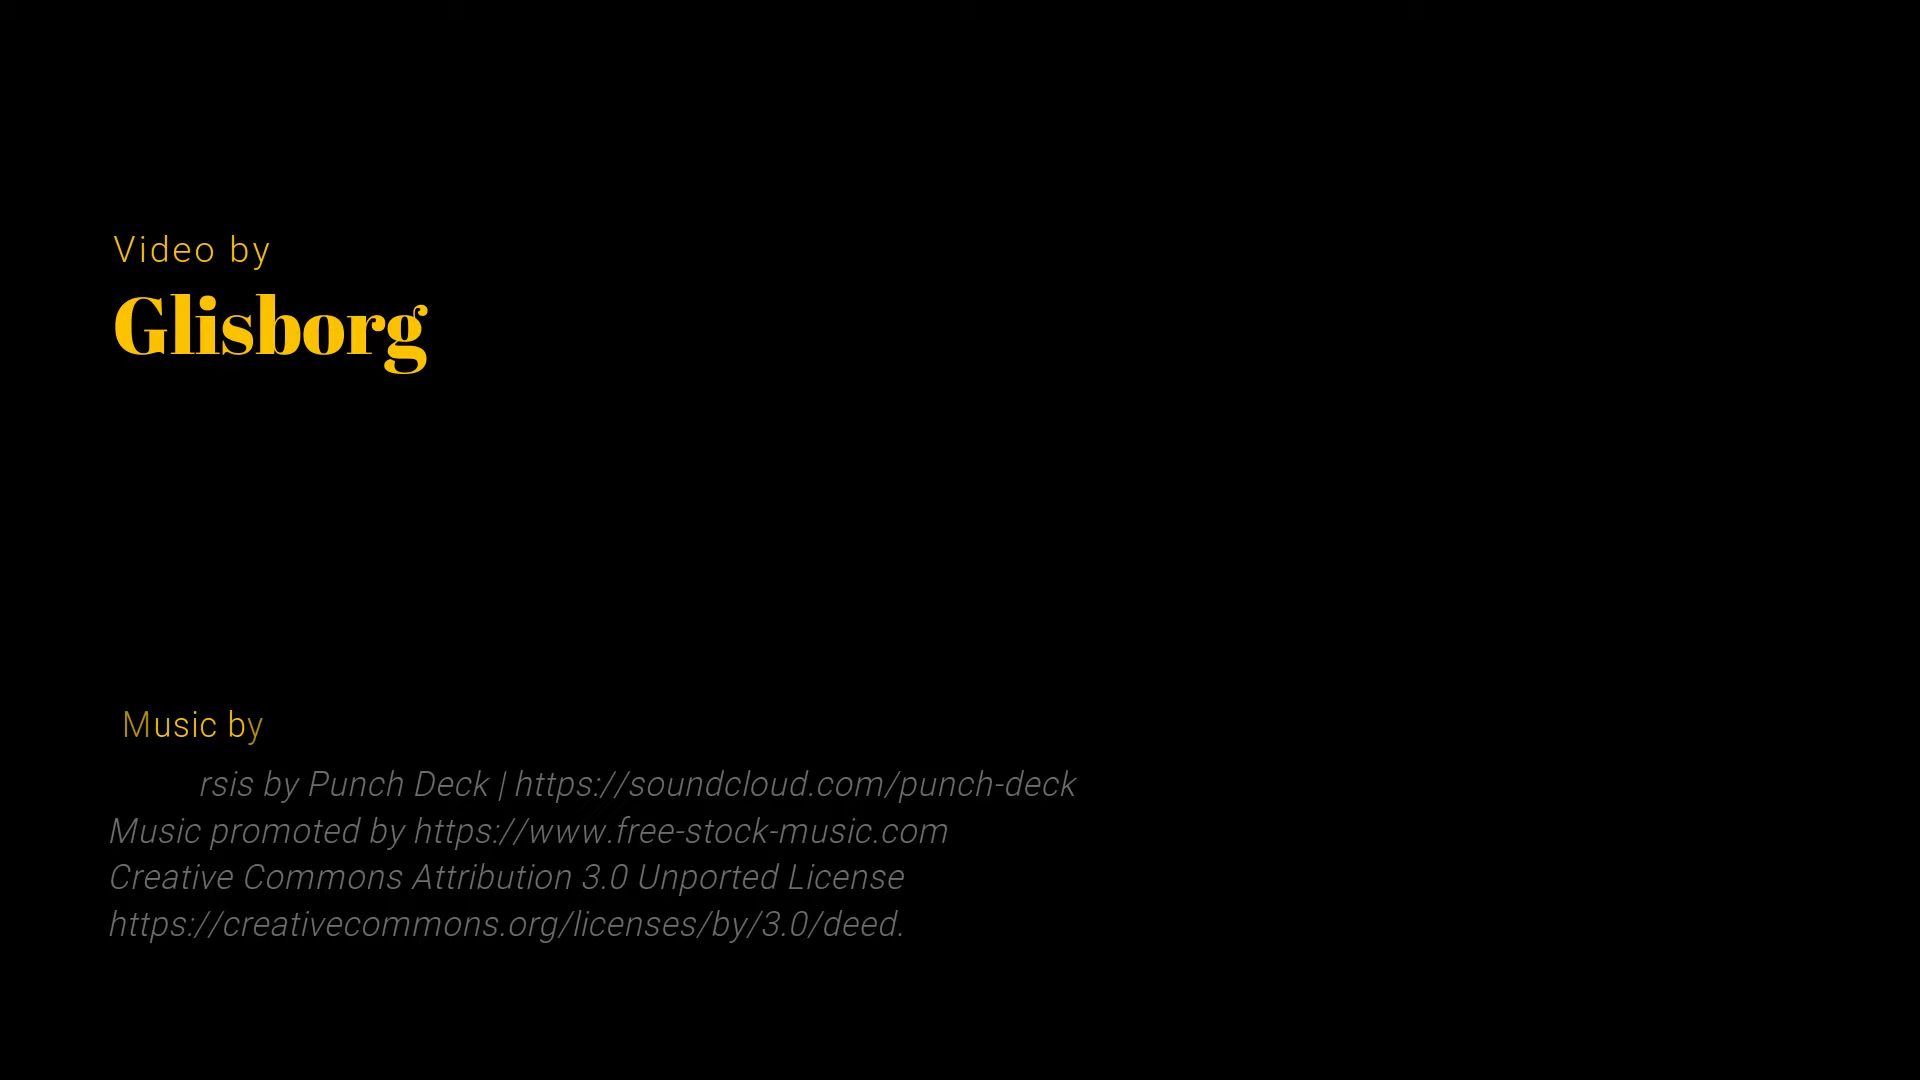 Video by
Glisborg
Music by
rsis by Punch Deck | https://soundcloud.com/punch-deck
Music promoted by https://www.free-stock-music.com
Creative Commons Attribution 3.0 Unported License
https://creativecommons.org/licenses/by/3.0/deed.